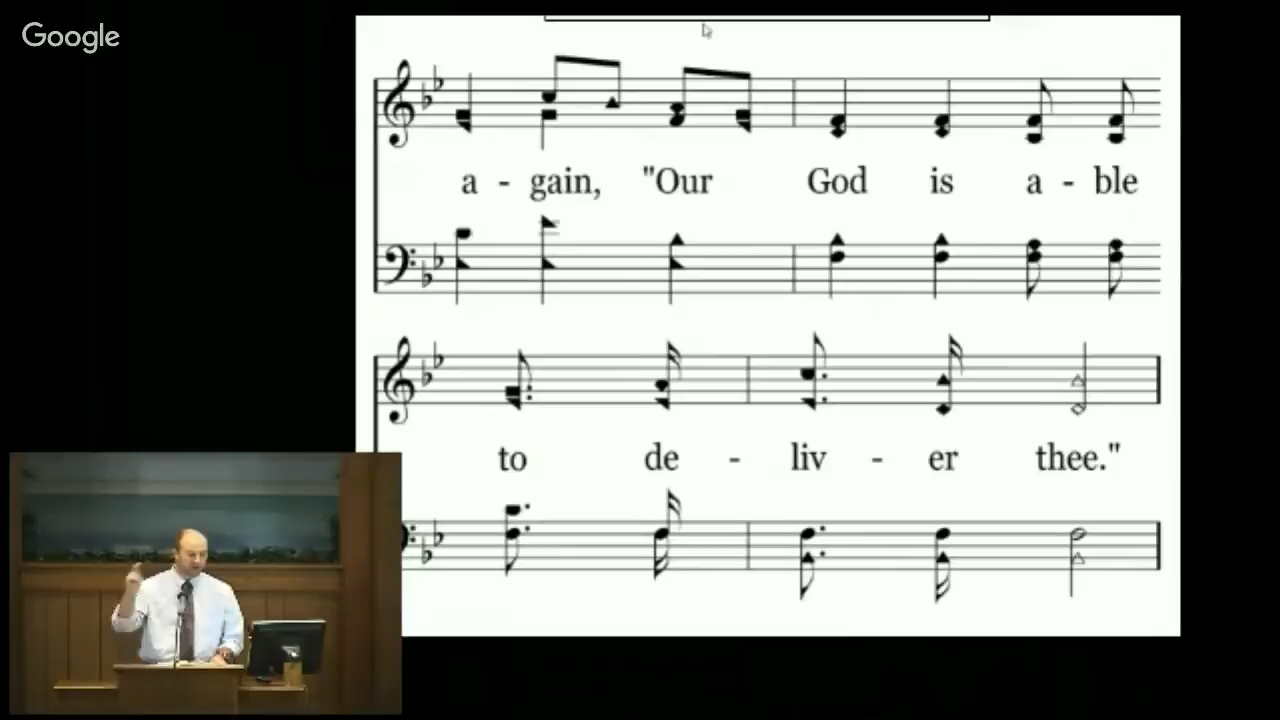 Google
a - gain, "Our God is a - ble
to de - liv - er thee."